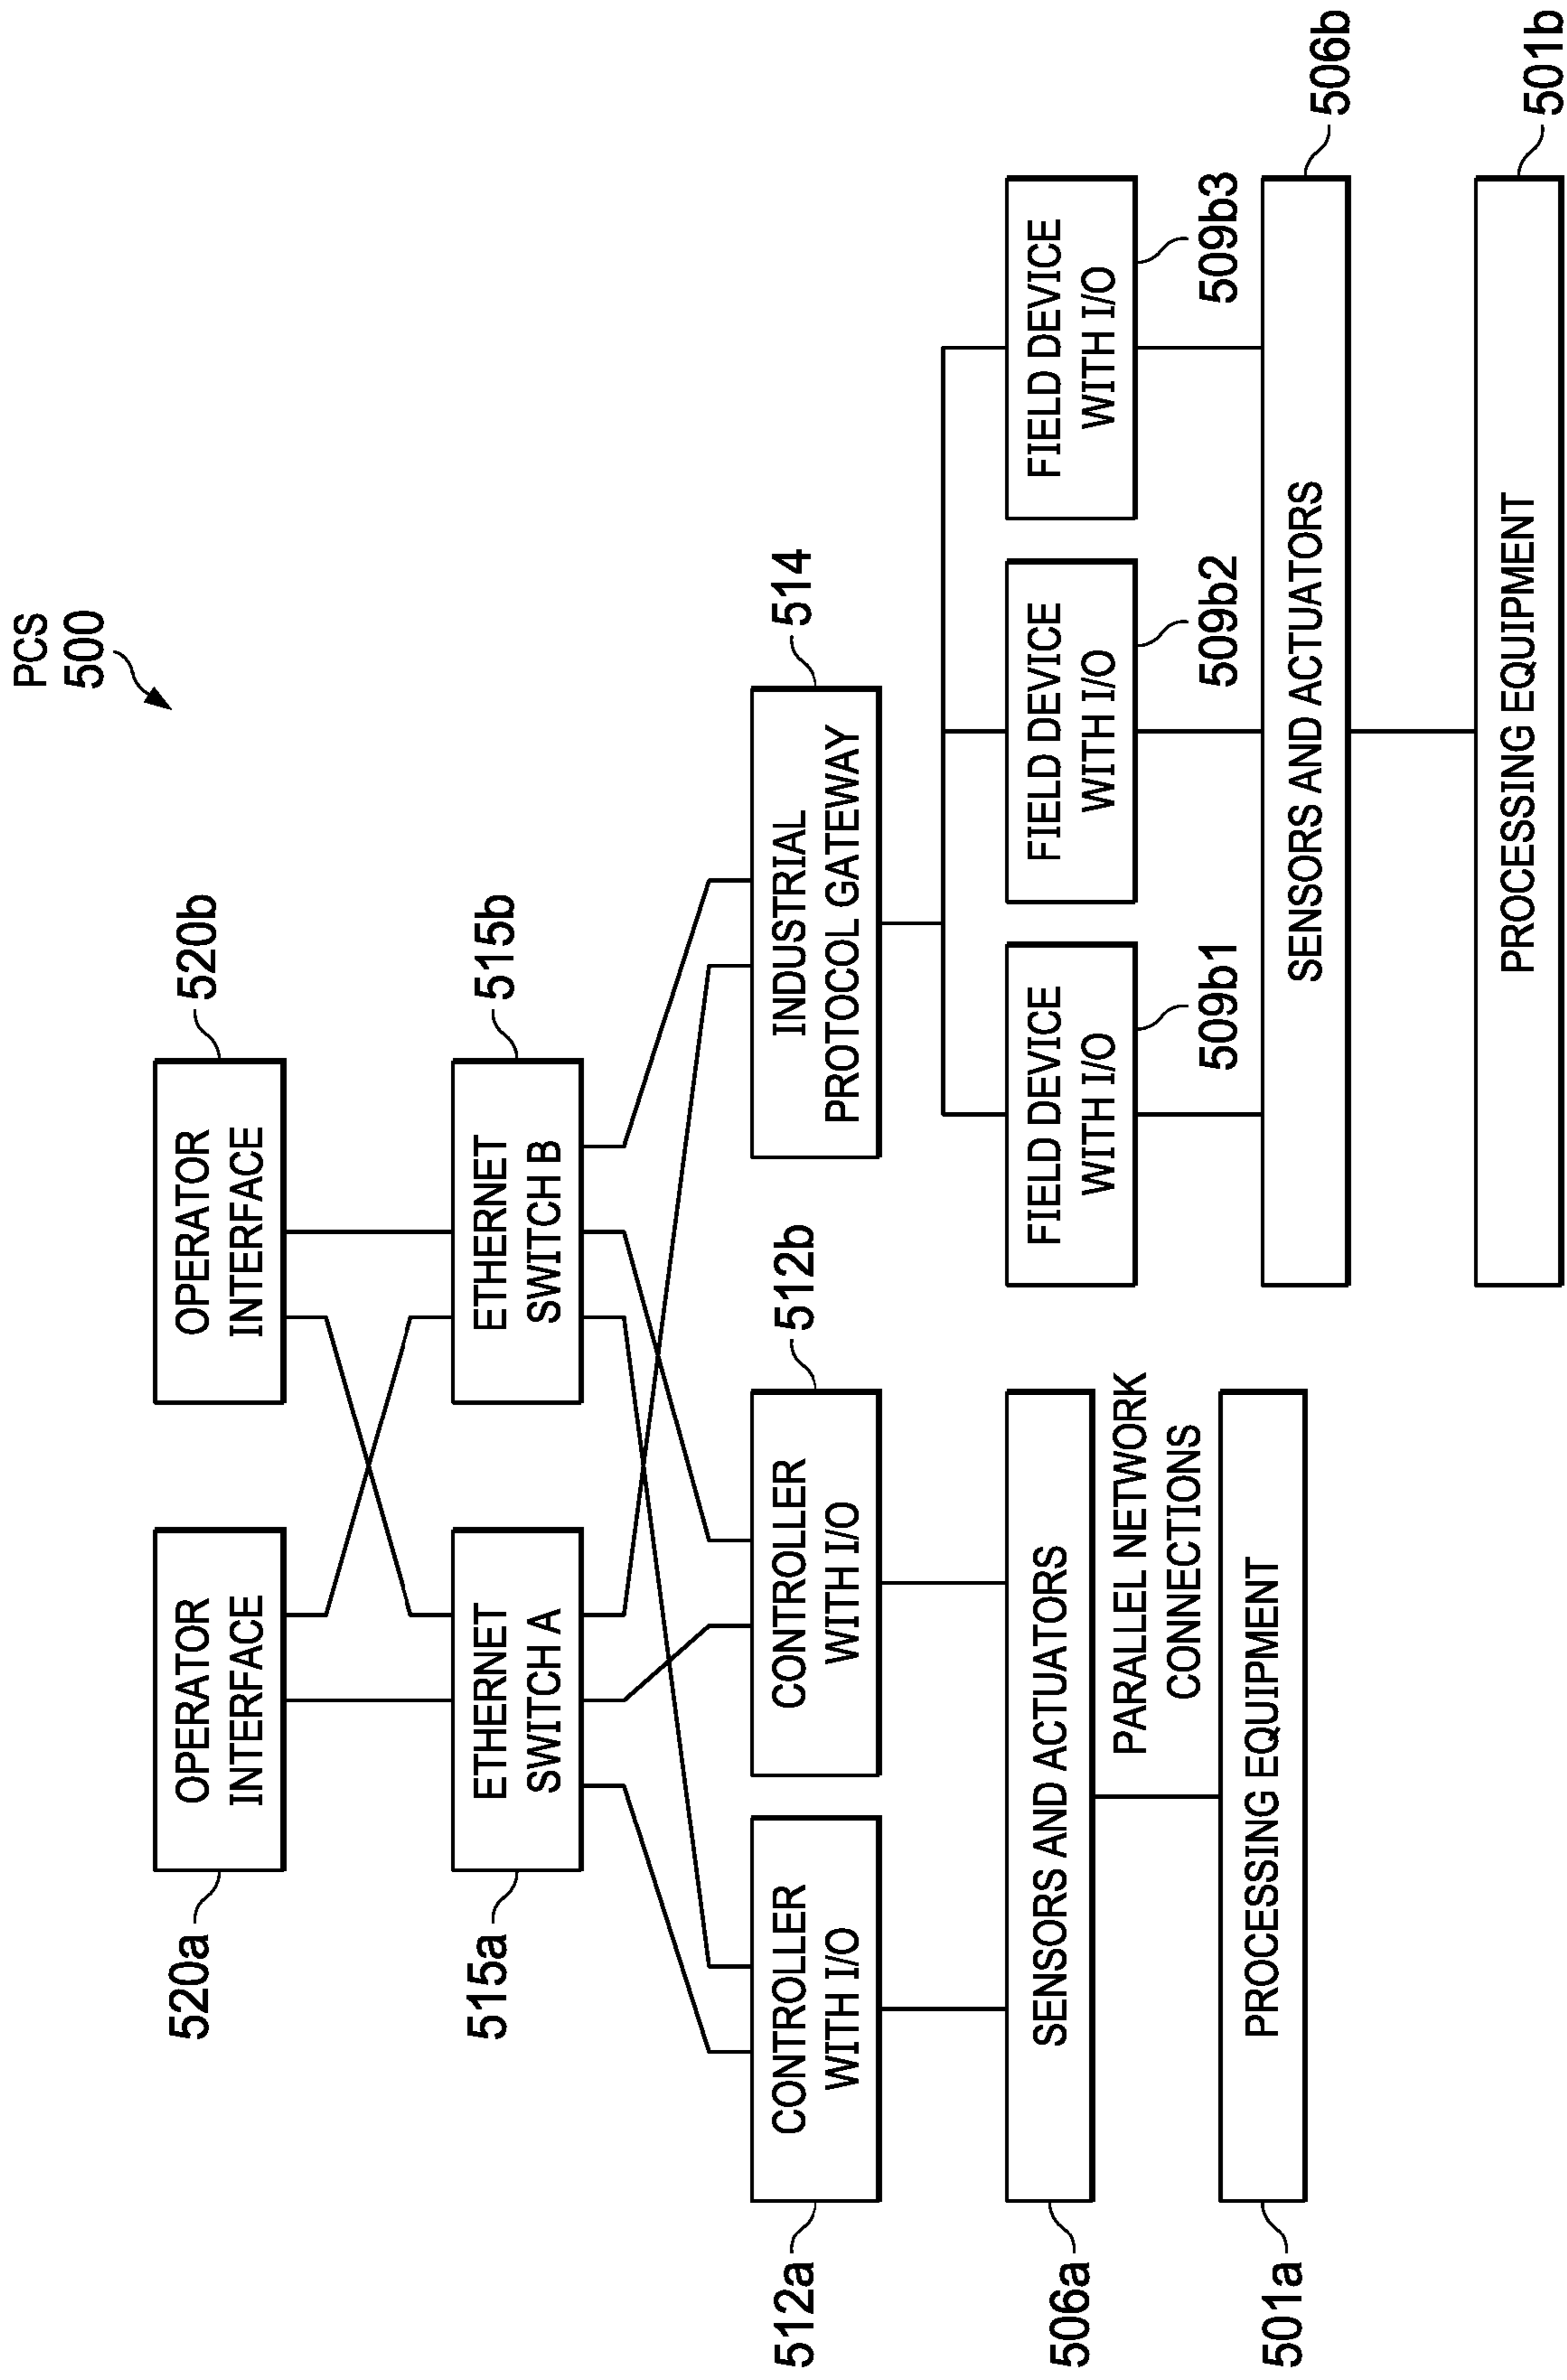 PCS
500
520a
OPERATOR
INTERFACE
OPERATOR
INTERFACE
520b
515a
ETHERNET
SWITCH A
ETHERNET
SWITCH B
515b
512a
CONTROLLER
WITH I/O
CONTROLLER
WITH I/O
512b
INDUSTRIAL
PROTOCOL GATEWAY
514
506a
SENSORS AND ACTUATORS
PARALLEL NETWORK
CONNECTIONS
501a
PROCESSING EQUIPMENT
FIELD DEVICE
WITH I/O
509b1
FIELD DEVICE
WITH I/O
509b2
FIELD DEVICE
WITH I/O
509b3
SENSORS AND ACTUATORS
506b
PROCESSING EQUIPMENT
501b